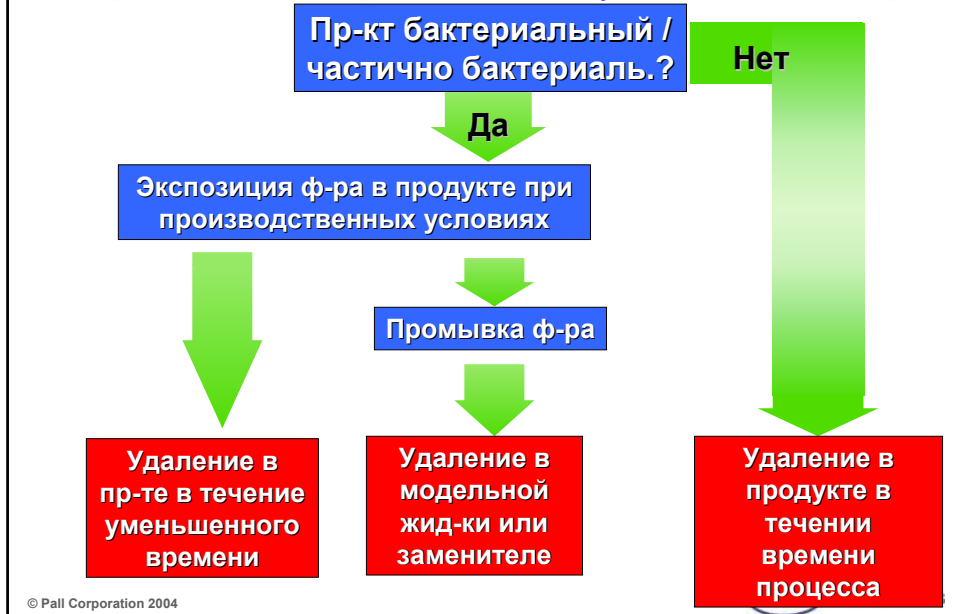 Пр-кт бактериальный /
частично бактериаль.?
Нет
Да
Экспозиция ф-ра в продукте при
производственных условиях
Промывка ф-ра
Удаление в
пр-те в течение
уменьшенного
времени
Удаление в
модельной
жид-ки или
заменителе
Удаление в
продукте в
течении
времени
процесса
© Pall Corporation 2004